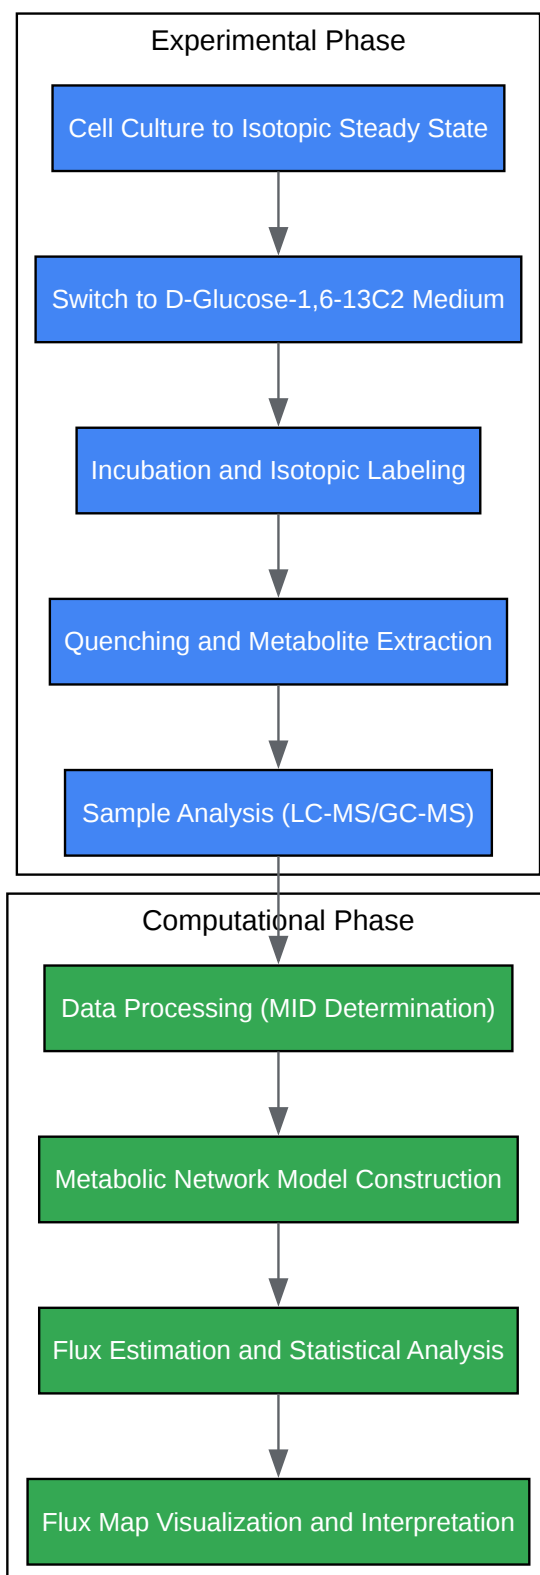 Experimental Phase
Cell Culture to Isotopic Steady State
Switch to D-Glucose-1,6-13C2 Medium
Incubation and Isotopic Labeling
Quenching and Metabolite Extraction
Sample Analysis (LC-MS/GC-MS)
Computational Phase
Data Processing (MID Determination)
Metabolic Network Model Construction
Flux Estimation and Statistical Analysis
Flux Map Visualization and Interpretation